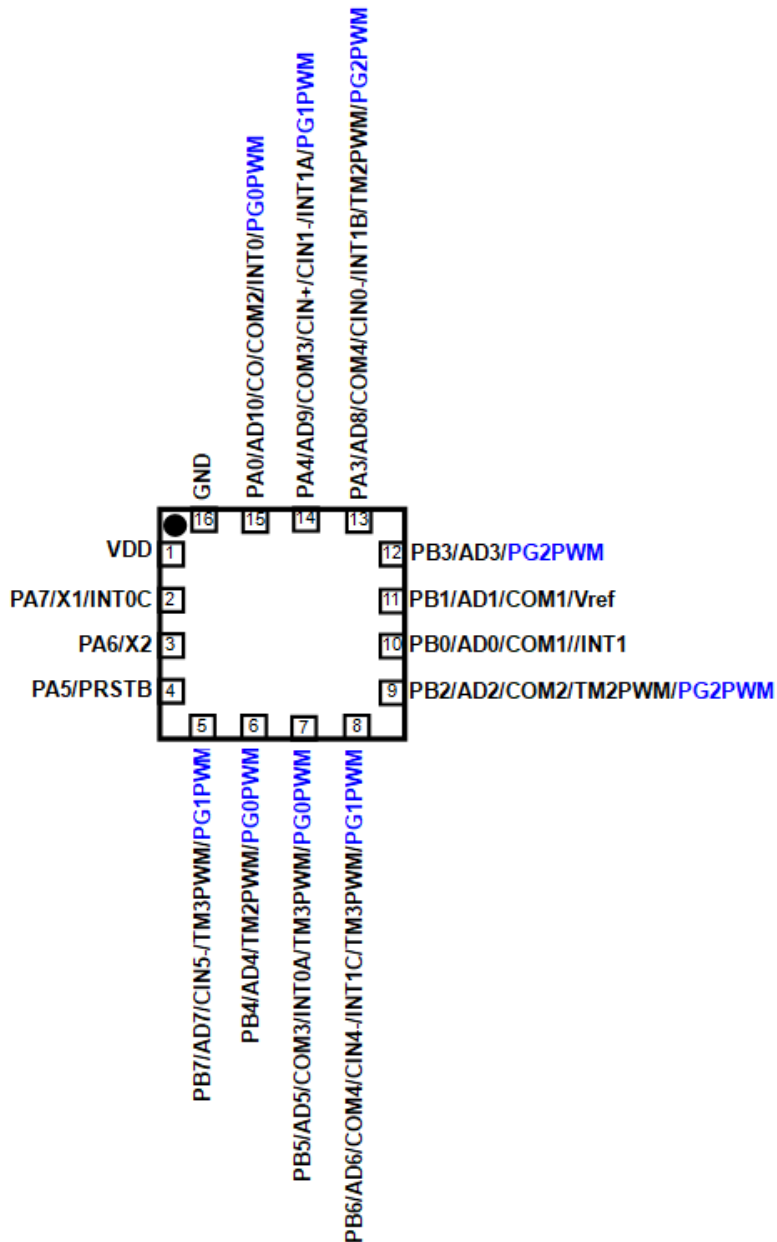 PA0/AD10/CO/COM2/INT0/PG0PWM
PA4/AD9/COM3/CIN+/CIN1-/INT1A/PG1PWM
PA3/AD8/COM4/CIN0-/INT1B/TM2PWM/PG2PWM
GND
16 15 14 13
VDD 1
PA7/X1/INT0C 2
PA6/X2 3
PA5/PRSTB 4
12 PB3/AD3/PG2PWM
11 PB1/AD1/COM1/Vref
10 PB0/AD0/COM1//INT1
9 PB2/AD2/COM2/TM2PWM/PG2PWM
5 6 7 8
PB7/AD7/CIN5-/TM3PWM/PG1PWM
PB4/AD4/TM2PWM/PG0PWM
PB5/AD5/COM3/INT0A/TM3PWM/PG0PWM
PB6/AD6/COM4/CIN4-/INT1C/TM3PWM/PG1PWM